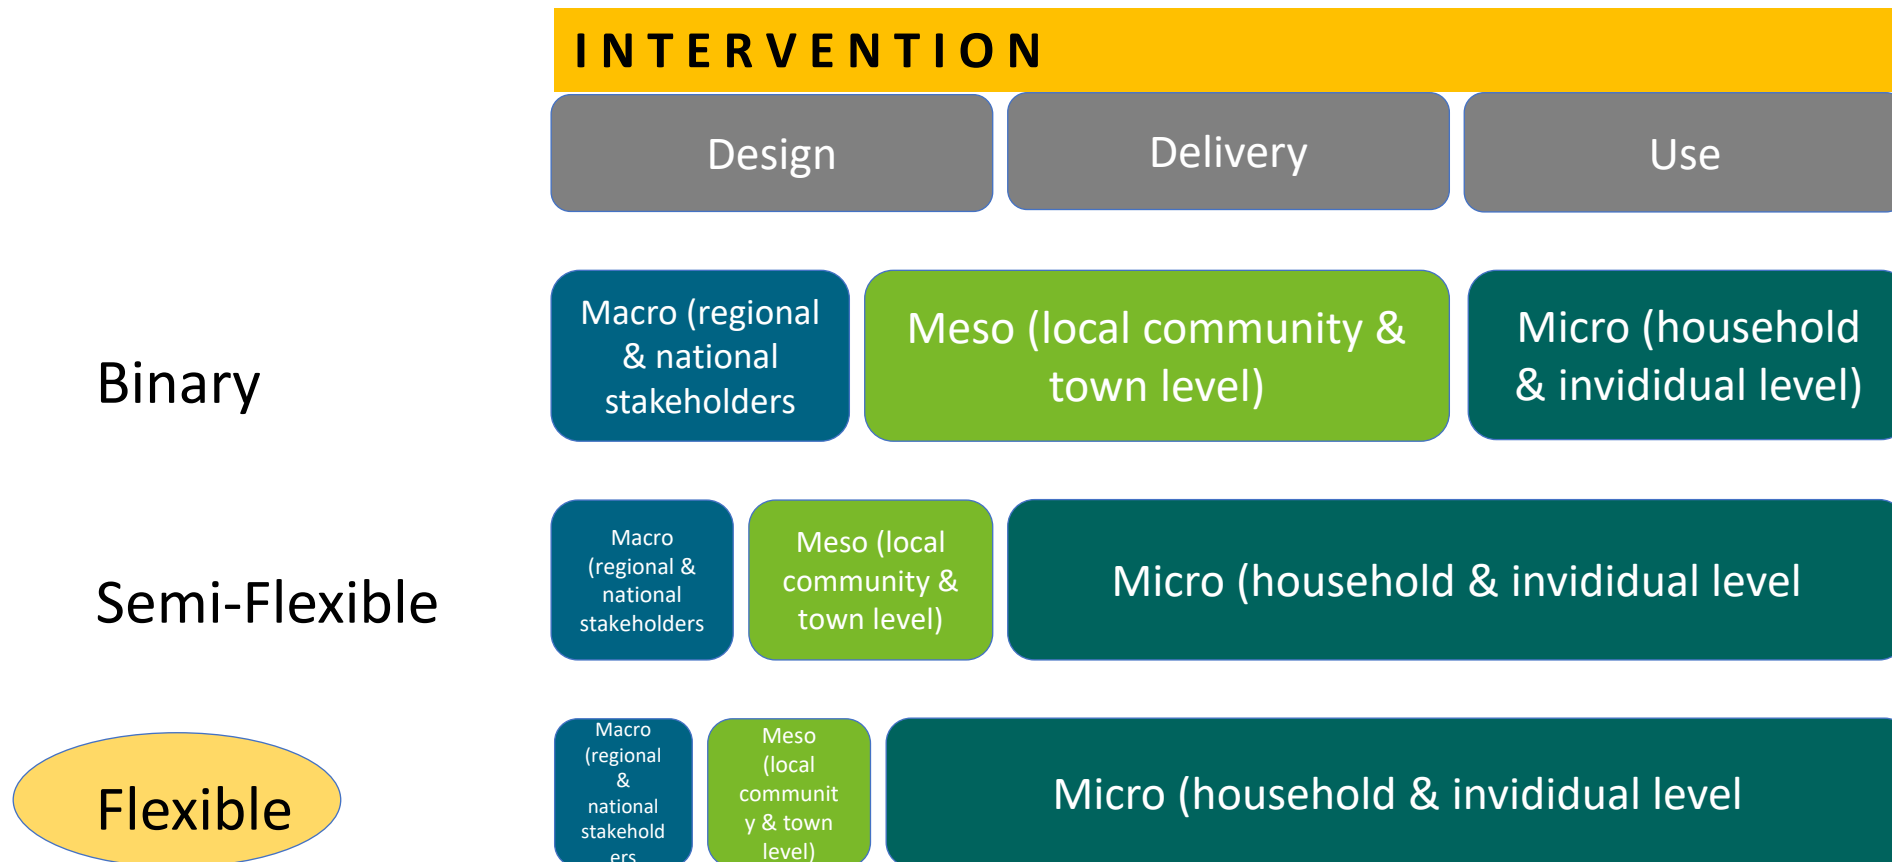 I N T E R V E N T I O N
Design
Delivery
Use
Binary
Macro (regional
& national
stakeholders
Meso (local community &
town level)
Micro (household
& invididual level)
Semi-Flexible
Macro
(regional &
national
stakeholders
Meso (local
community &
town level)
Micro (household & invididual level
Flexible
Macro
(regional
&
national
stakehold
ers
Meso
(local
communit
y & town
level)
Micro (household & invididual level